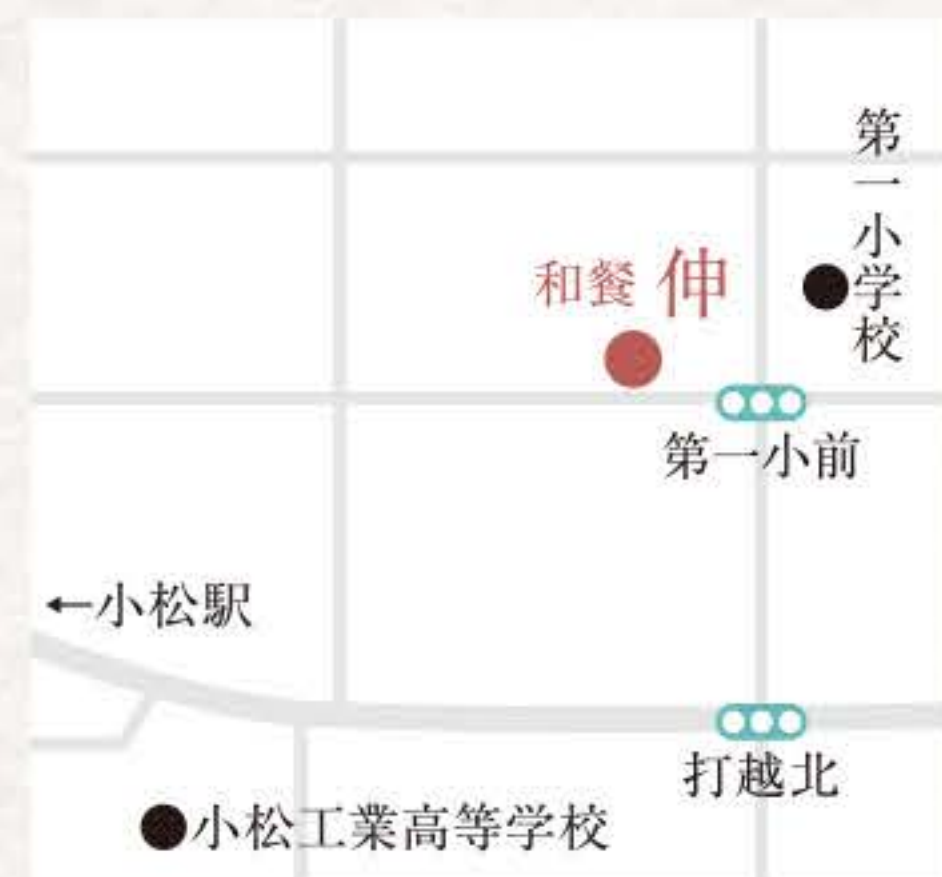 第一小学校
和餐 伸
第一小前
←小松駅
打越北
小松工業高等学校